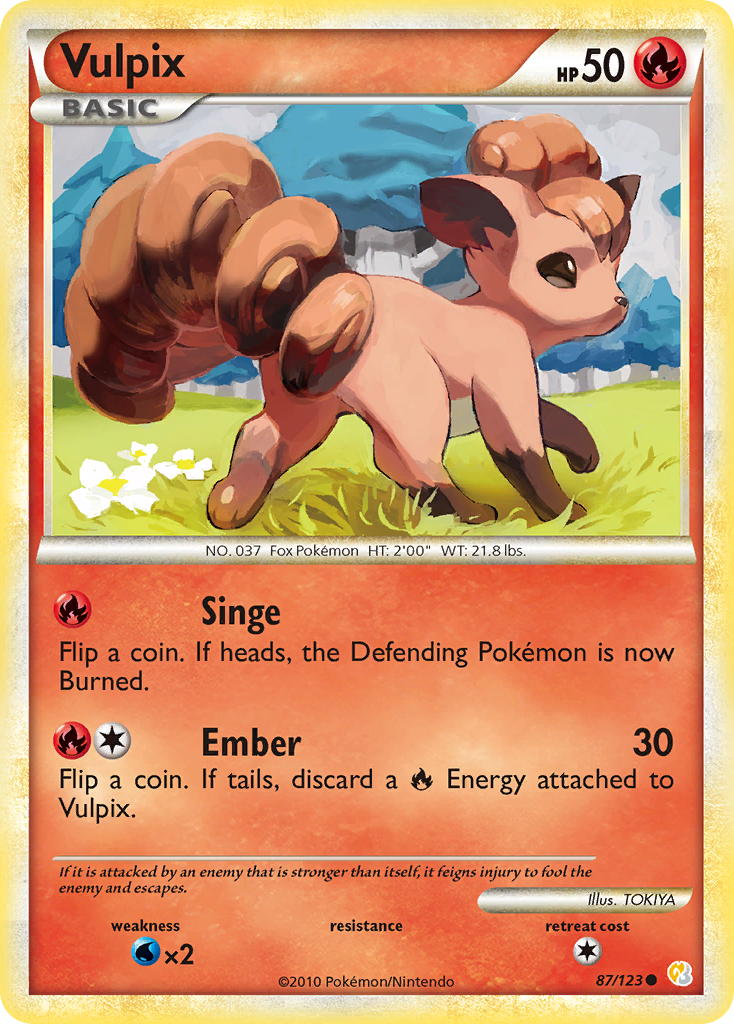 Vulpix
HP 50
BASIC
NO. 037 Fox Pokémon HT: 2'00" WT: 21.8 lbs.
Singe
Flip a coin. If heads, the Defending Pokémon is now
Burned.
Ember 30
Flip a coin. If tails, discard a Energy attached to
Vulpix.
If it is attacked by an enemy that is stronger than itself, it feigns injury to fool the
enemy and escapes.
Illus. TOKIYA
weakness resistance retreat cost
×2
©2010 Pokémon/Nintendo
87/123